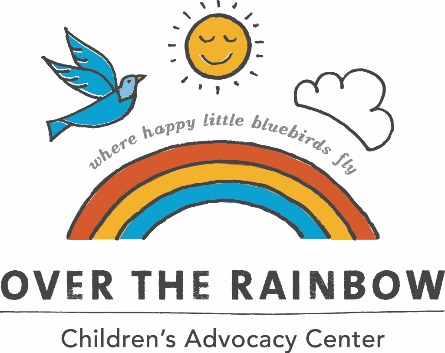 where happy little bluebirds fly
OVER THE RAINBOW
Children's Advocacy Center